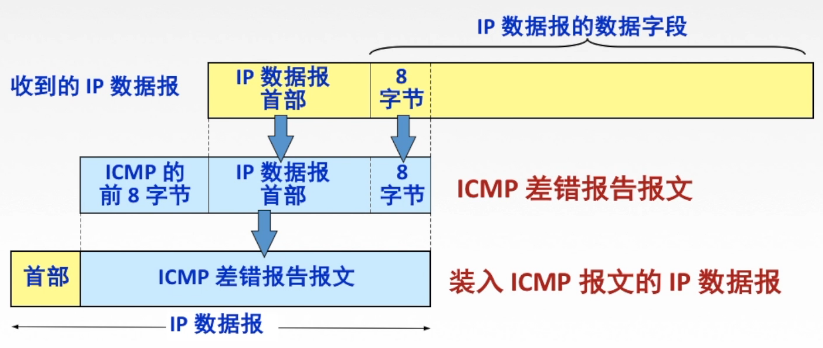 IP 数据报的数据字段
收到的 IP 数据报
IP 数据报
首部
8
字节
ICMP 的
前 8 字节
IP 数据报
首部
8
字节
ICMP 差错报告报文
首部
ICMP 差错报告报文
装入 ICMP 报文的 IP 数据报
IP 数据报